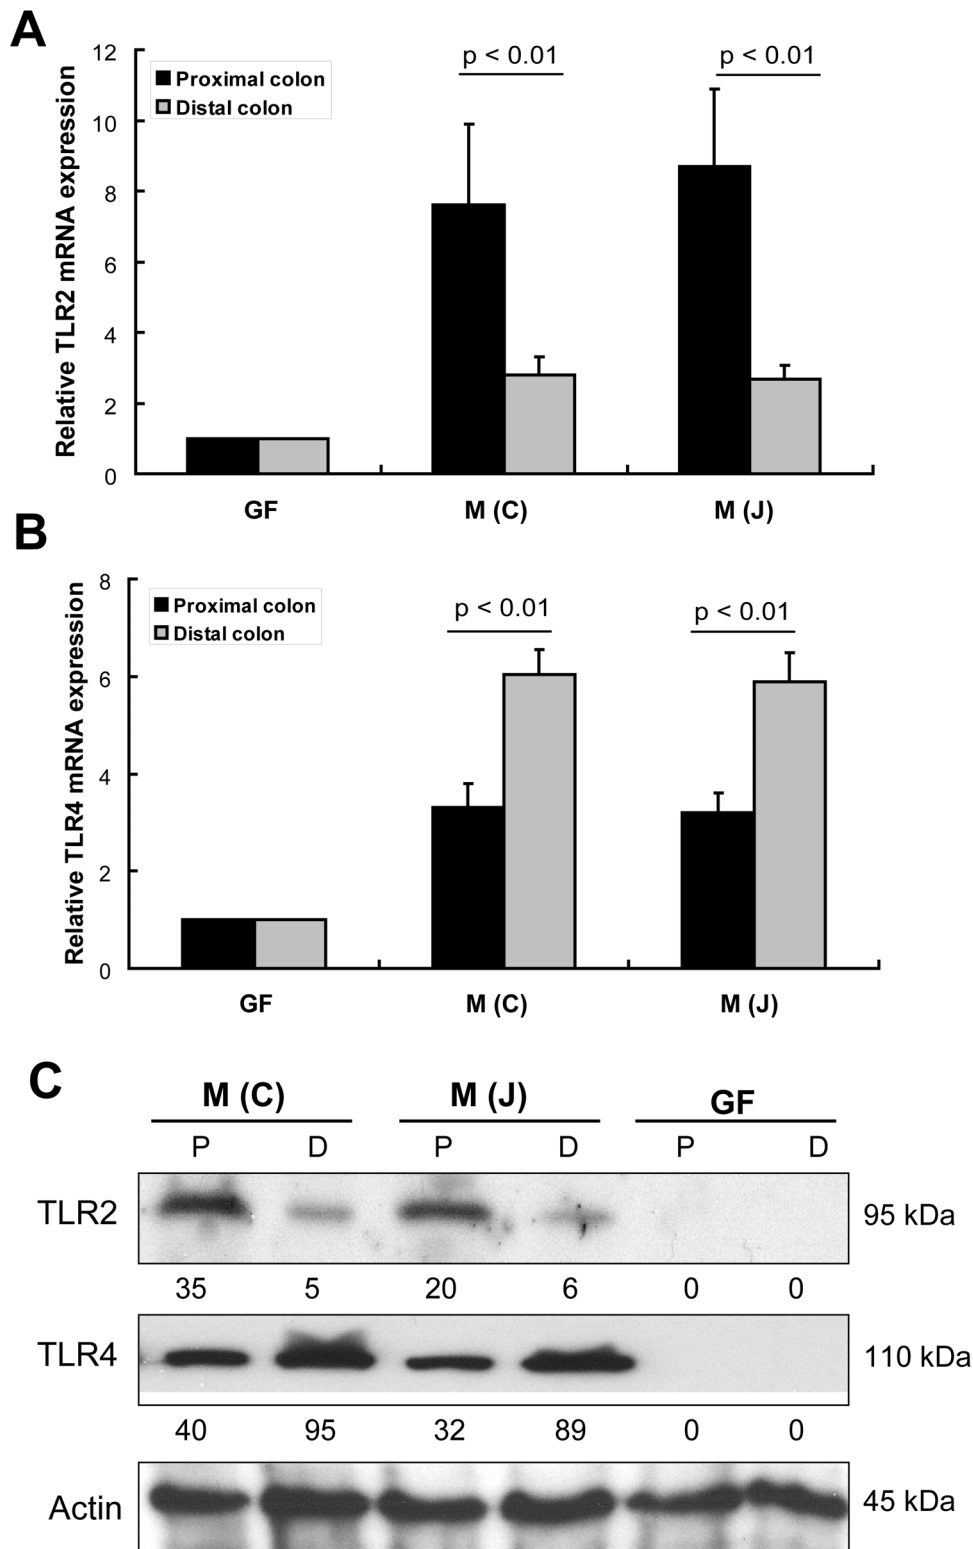 A
Relative TLR2 mRNA expression
12
10
8
6
4
2
0
Proximal colon
Distal colon
p < 0.01
p < 0.01
GF M (C) M (J)
B
Relative TLR4 mRNA expression
8
6
4
2
0
Proximal colon
Distal colon
p < 0.01
p < 0.01
GF M (C) M (J)
C
M (C) M (J) GF
P D P D P D
TLR2 95 kDa
35 5 20 6 0 0
TLR4 110 kDa
40 95 32 89 0 0
Actin 45 kDa